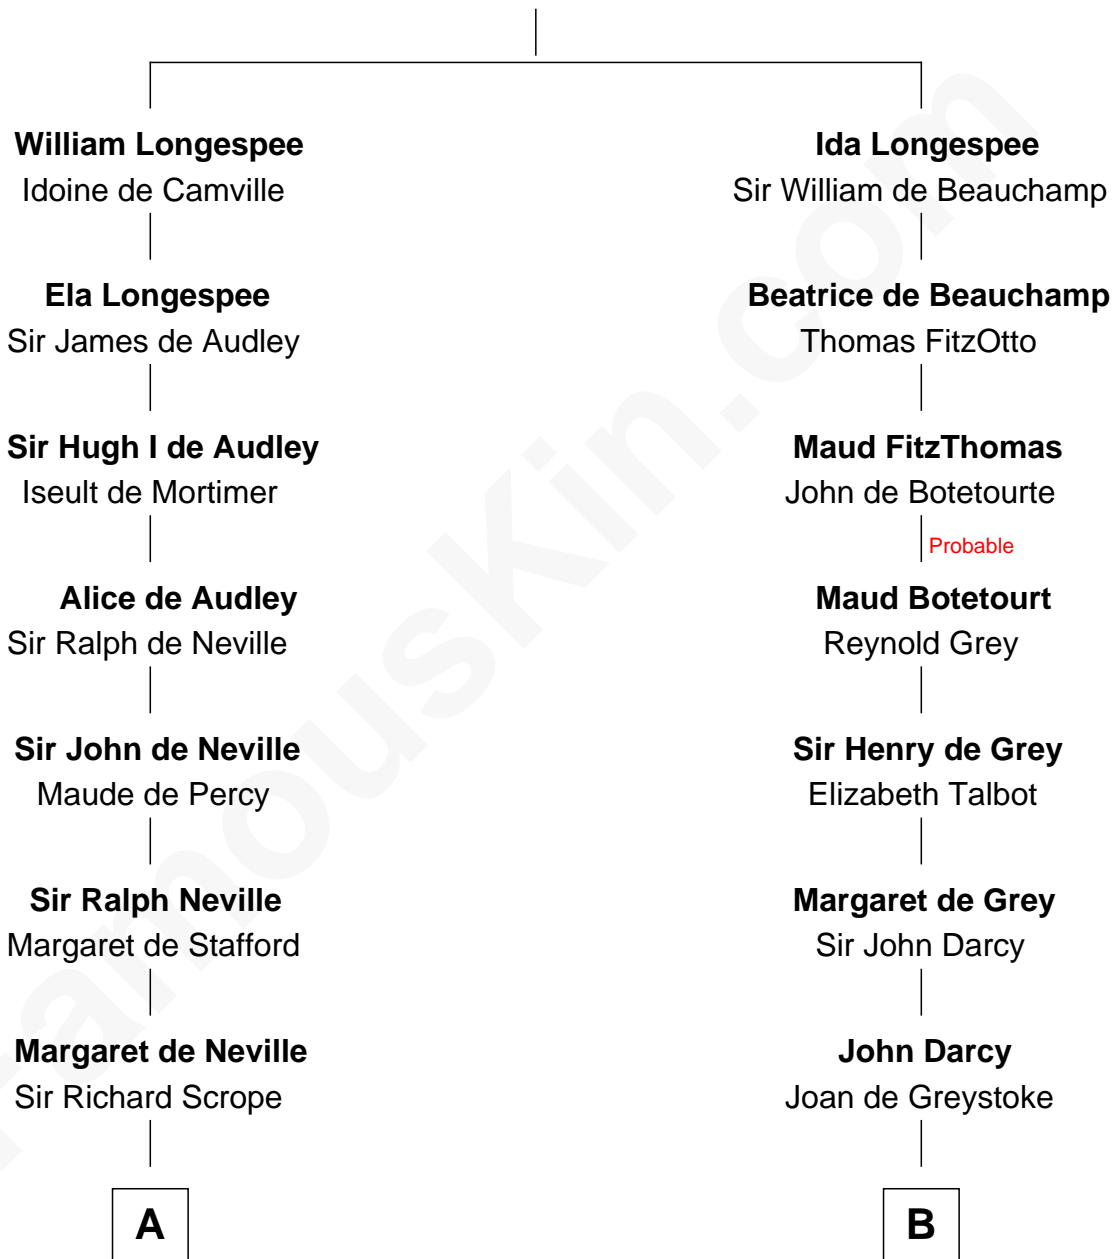 William Longespee
Idoine de Camville
Ela Longespee
Sir James de Audley
Sir Hugh I de Audley
Iseult de Mortimer
Alice de Audley
Sir Ralph de Neville
Sir John de Neville
Maude de Percy
Sir Ralph Neville
Margaret de Stafford
Margaret de Neville
Sir Richard Scrope
A
Ida Longespee
Sir William de Beauchamp
Beatrice de Beauchamp
Thomas FitzOtto
Maud FitzThomas
John de Botetourte
Probable
Maud Botetourt
Reynold Grey
Sir Henry de Grey
Elizabeth Talbot
Margaret de Grey
Sir John Darcy
John Darcy
Joan de Greystoke
B
FamousKin.com